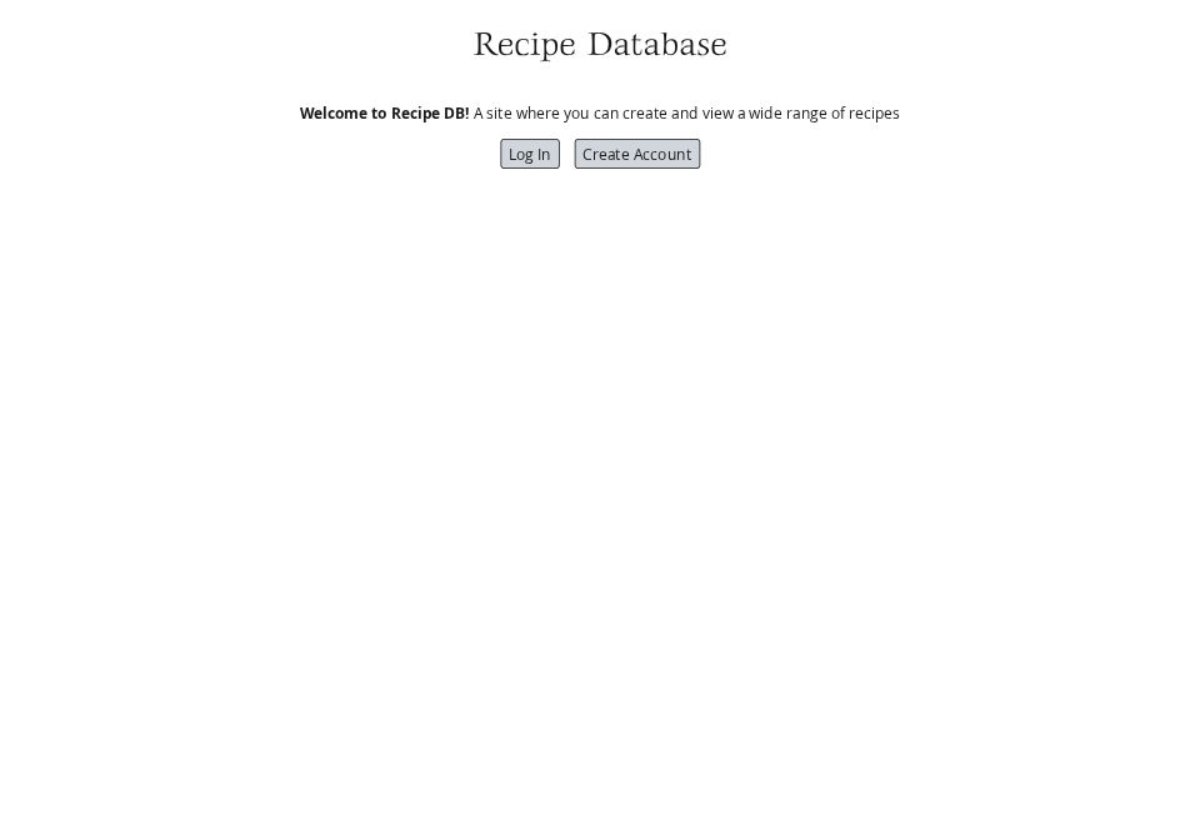 Recipe Database
Welcome to Recipe DB! A site where you can create and view a wide range of recipes
Log In
Create Account